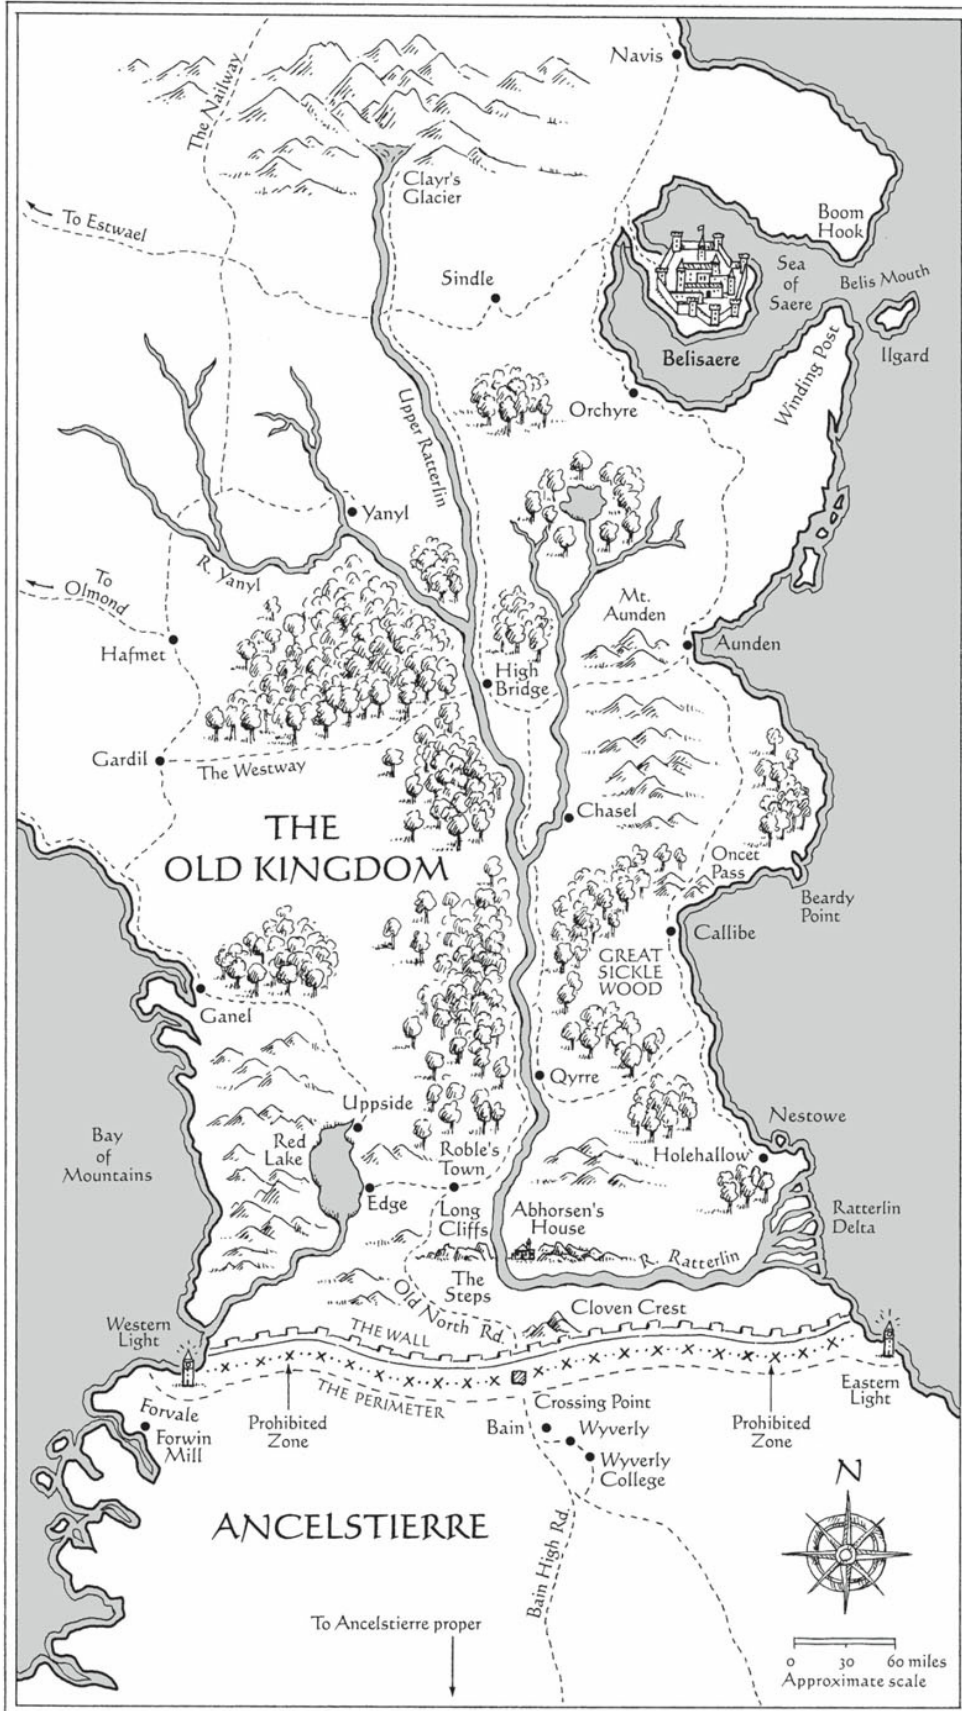 Navis
The Nailway
Clayr's
Glacier
To Estwael
Boom
Hook
Sindle
Sea
of
Saere
Belis Mouth
Ilgard
Belisaere
Winding Post
Orchyre
Upper Ratterlin
Yanyl
R. Yanyl
To
Olmond
Mt.
Aunden
Hafmet
Aunden
High
Bridge
Gardil
The Westway
THE
OLD KINGDOM
Chasel
Oncet
Pass
Beardy
Point
Callibe
GREAT
SICKLE
WOOD
Ganel
Qyrre
Uppside
Nestowe
Bay
of
Mountains
Red
Lake
Roble's
Town
Holehallow
Edge
Long
Cliffs
Abhorsen's
House
Ratterlin
Delta
R. Ratterlin
The
Steps
Old North Rd.
Cloven Crest
Western
Light
THE WALL
THE PERIMETER
Eastern
Light
Forvale
Forwin
Mill
Prohibited
Zone
Crossing Point
Bain
Wyverly
Prohibited
Zone
Wyverly
College
N
ANCELSTIERRE
Bain High Rd.
To Ancelstierre proper
0 30 60 miles
Approximate scale